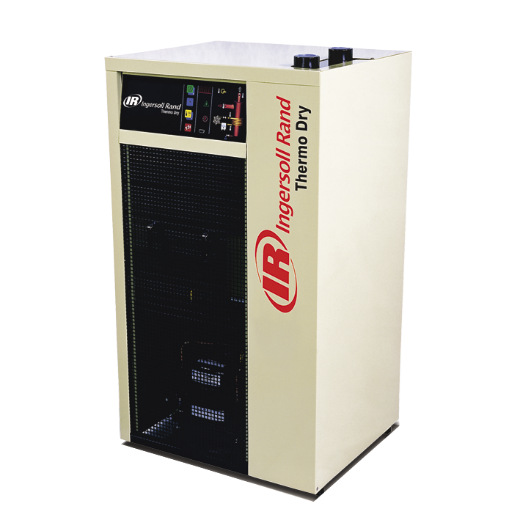 IR Ingersoll Rand
Thermo Dry
IR Ingersoll Rand
Thermo Dry